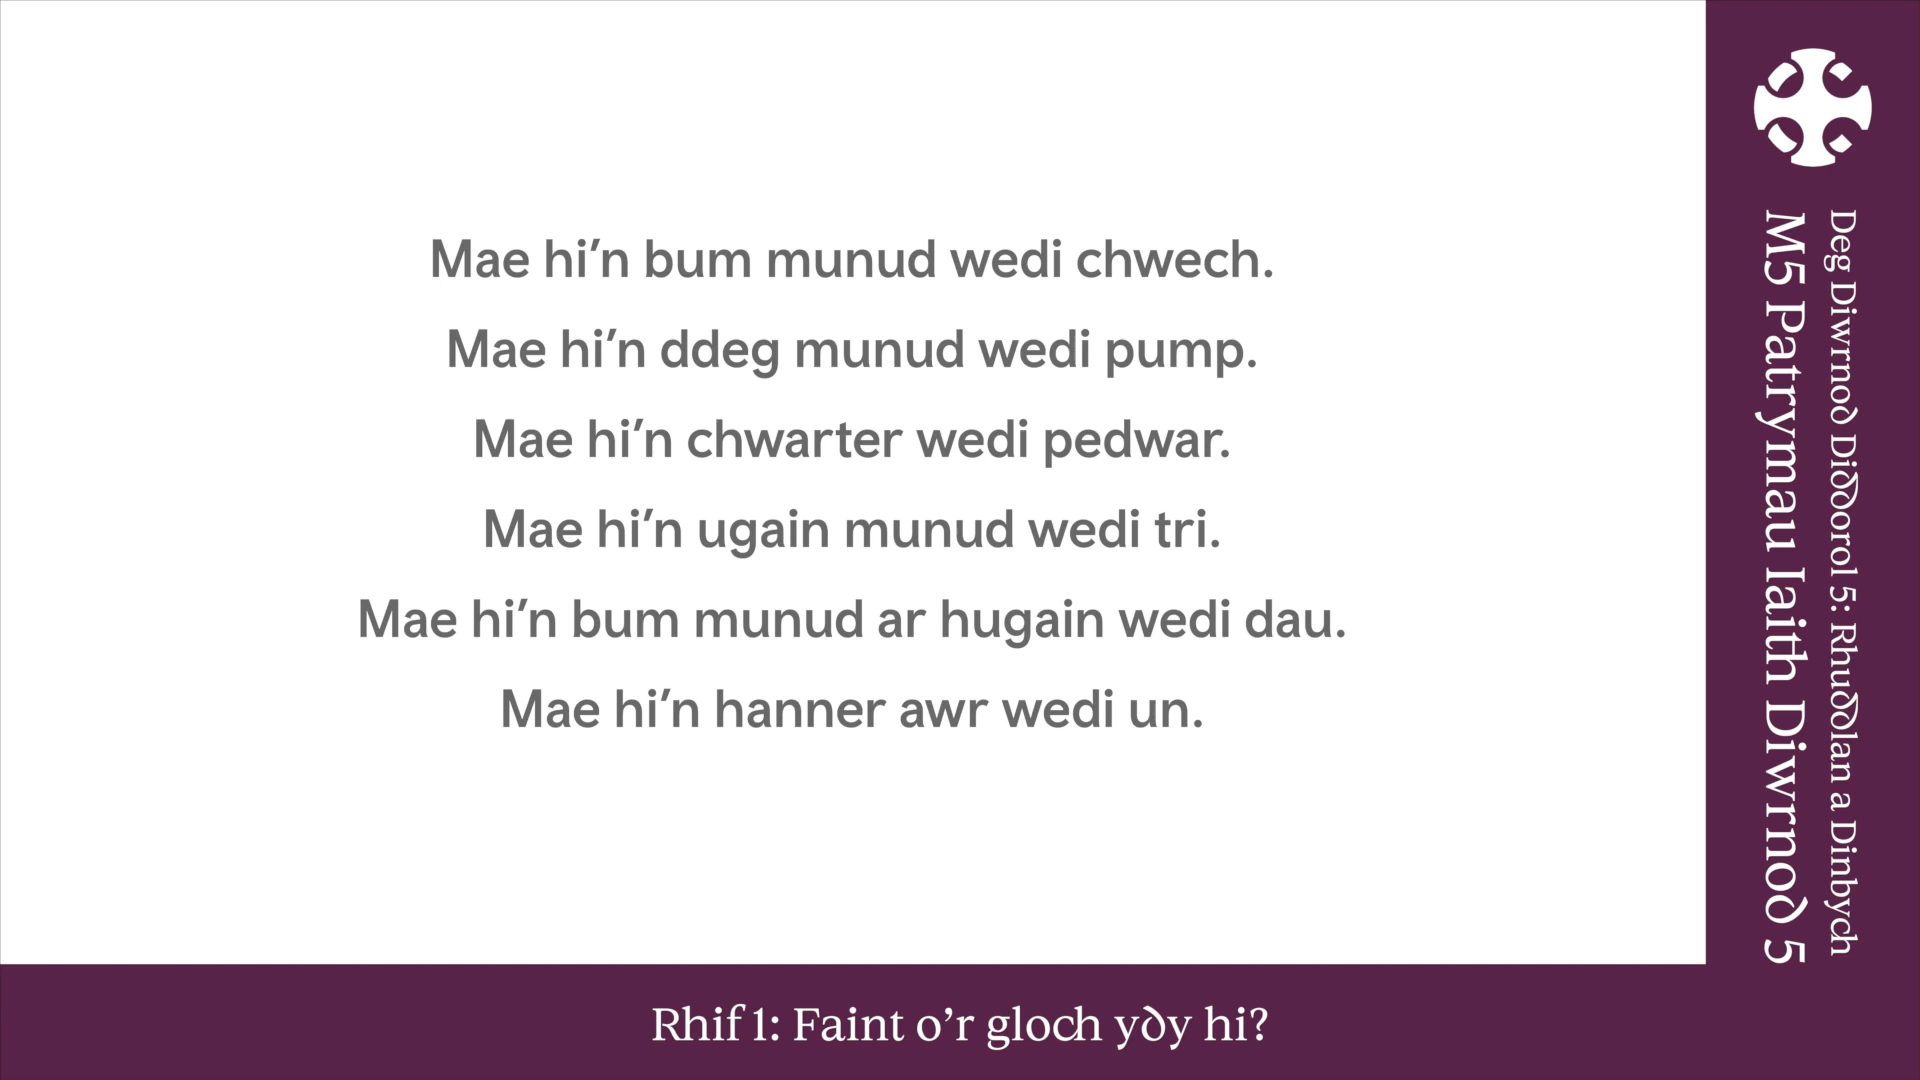 Mae hi’n bum munud wedi chwech.
Mae hi’n ddeg munud wedi pump.
Mae hi’n chwarter wedi pedwar.
Mae hi’n ugain munud wedi tri.
Mae hi’n bum munud ar hugain wedi dau.
Mae hi’n hanner awr wedi un.
Rhif 1: Faint o’r gloch ydy hi?
Deg Diwrnod Diddorol 5: Rhuddlan a Dinbych
M5 Patrymau Iaith Diwrnod 5